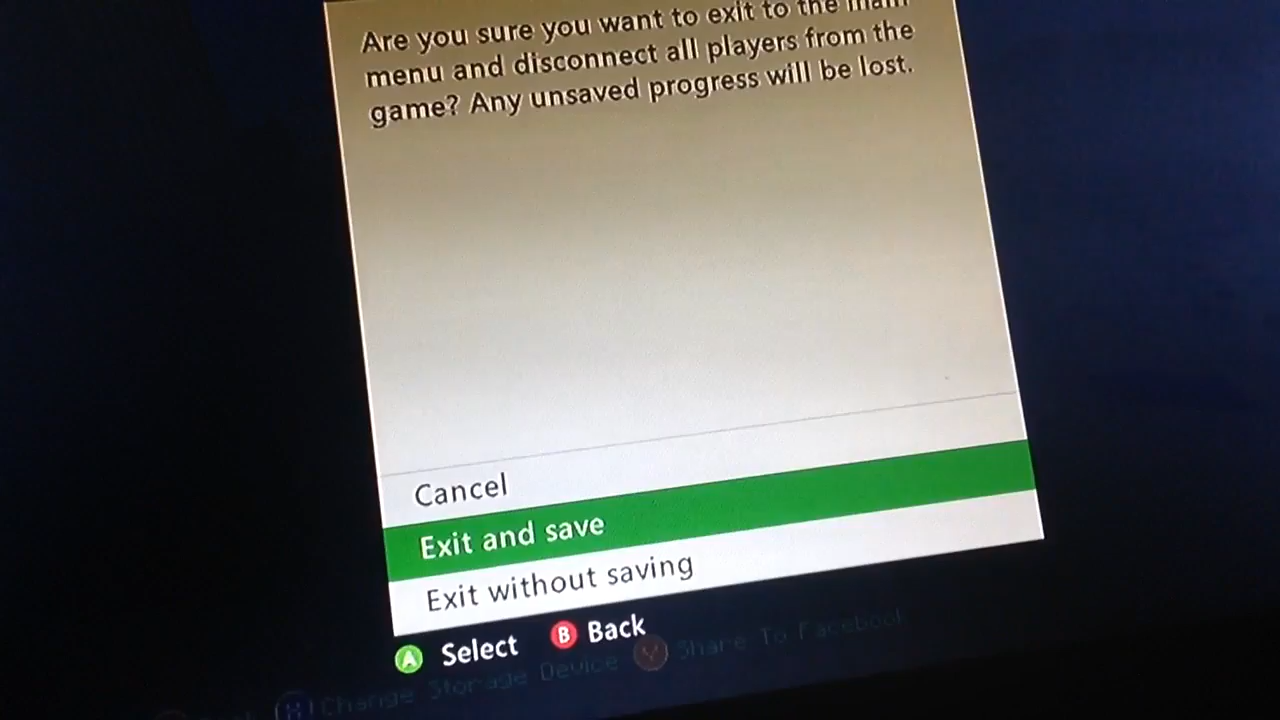 Are you sure you want to exit to the main
menu and disconnect all players from the
game? Any unsaved progress will be lost.
Cancel
Exit and save
Exit without saving
A Select B Back
X Change Storage Device Y Share To Facebook